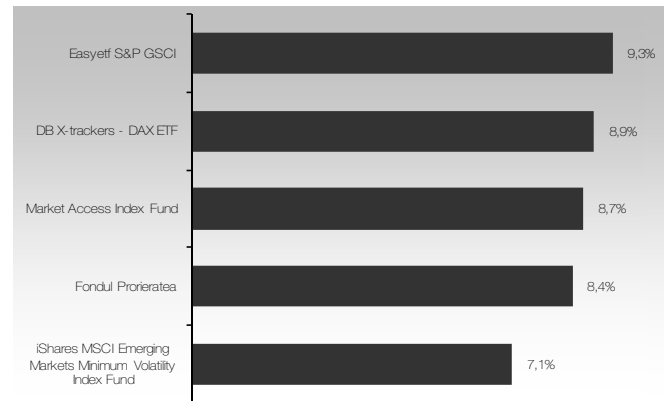 Easyetf S&P GSCI
9,3%
DB X-trackers - DAX ETF
8,9%
Market Access Index Fund
8,7%
Fondul Prorieratea
8,4%
iShares MSCI Emerging
Markets Minimum Volatility
Index Fund
7,1%